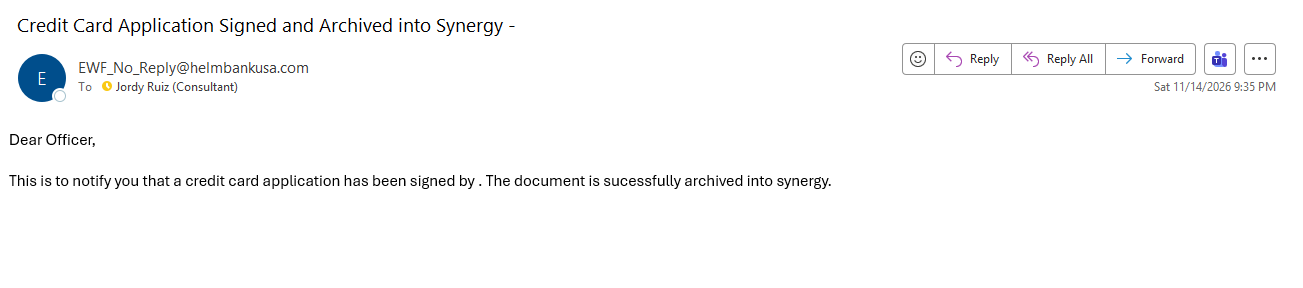 Credit Card Application Signed and Archived into Synergy -
E
EWF_No_Reply@helmbankusa.com
To Jordy Ruiz (Consultant)
Reply
Reply All
Forward
Sat 11/14/2026 9:35 PM
Dear Officer,
This is to notify you that a credit card application has been signed by . The document is sucessfully archived into synergy.